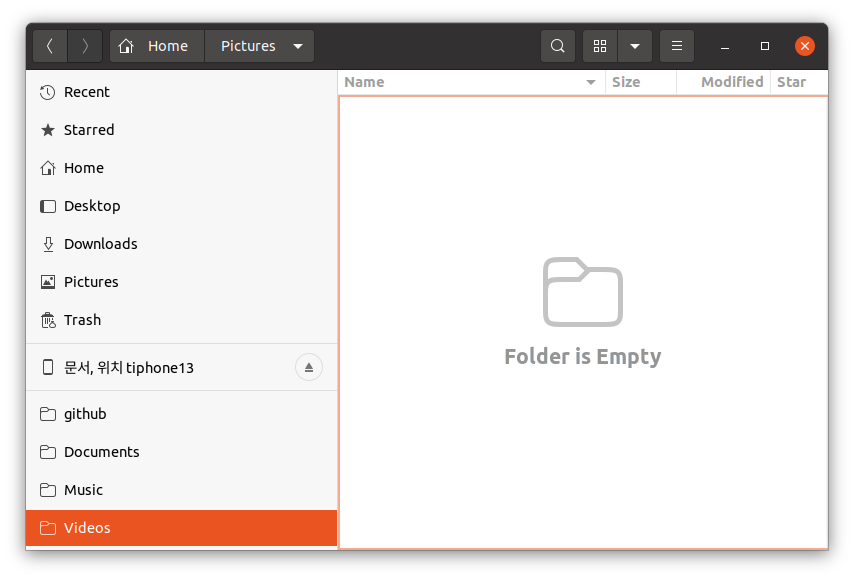 Home Pictures
Name Size Modified Star
Recent
Starred
Home
Desktop
Downloads
Pictures
Trash
문서, 위치 tiphone13
github
Documents
Music
Videos
Folder is Empty